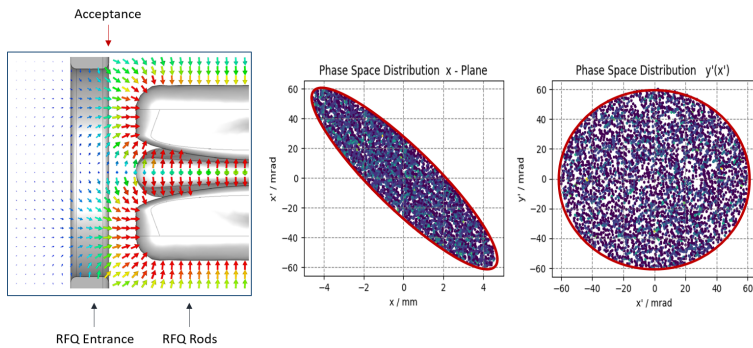 Acceptance
RFQ Entrance
RFQ Rods
Phase Space Distribution x - Plane
x' / mrad
60
40
20
0
−20
−40
−60
−4
−2
0
2
4
x / mm
Phase Space Distribution y'(x')
y' / mrad
60
40
20
0
−20
−40
−60
−60
−40
−20
0
20
40
60
x' / mrad